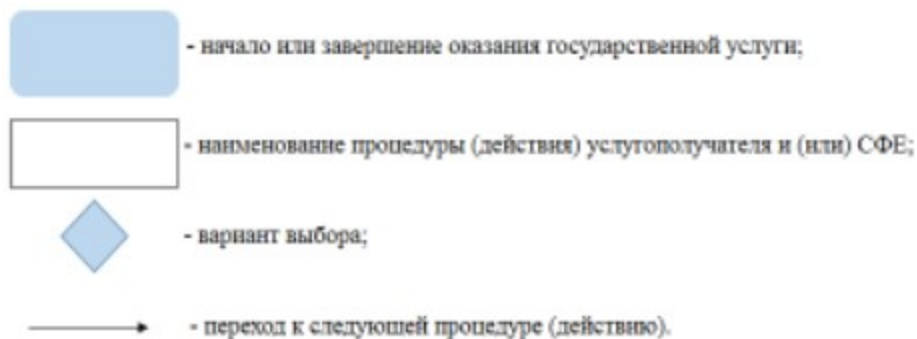 - начало или завершение оказания государственной услуги;
- наименование процедуры (действия) услугополучателя и (или) СФЕ;
- вариант выбора;
- переход к следующей процедуре (действию).